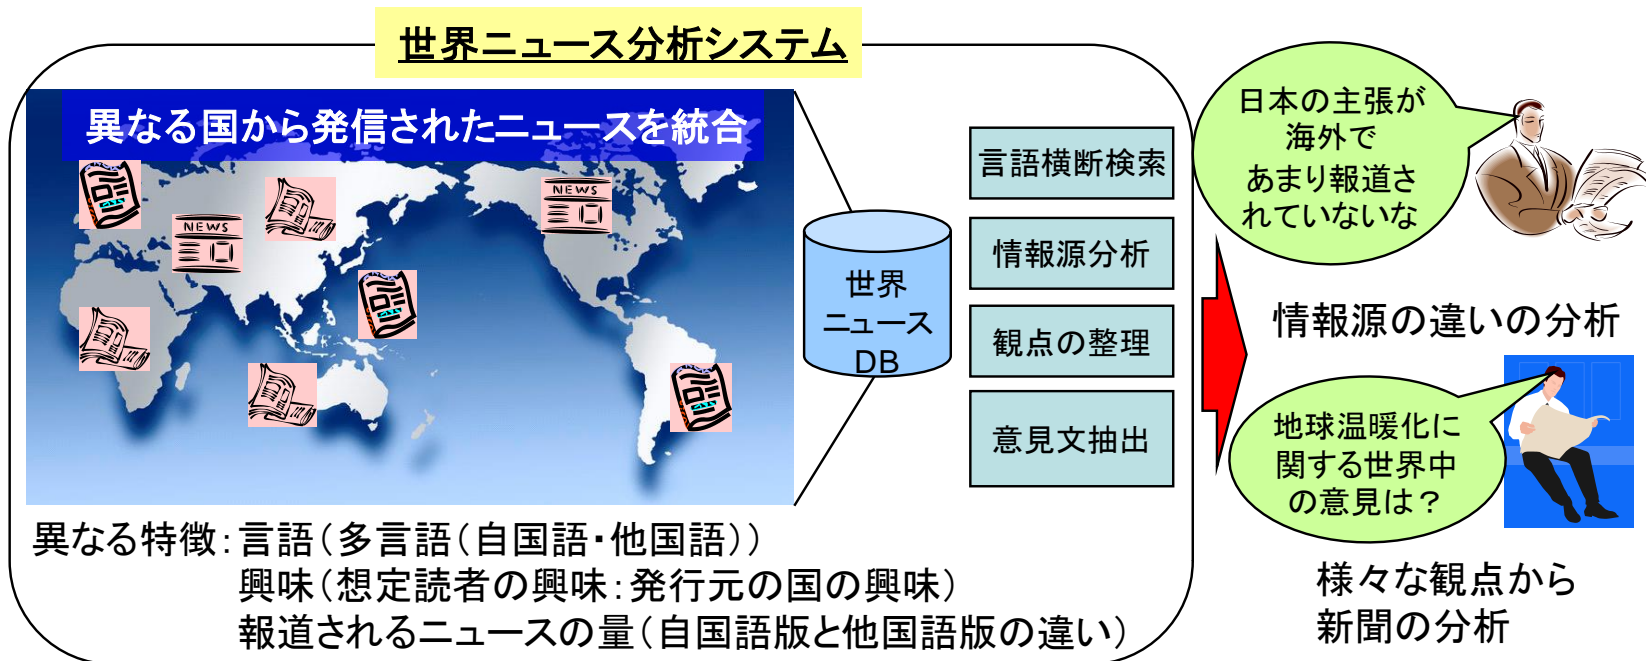 世界ニュース分析システム
異なる国から発信されたニュースを統合
NEWS
NEWS
世界
ニュース
DB
言語横断検索
情報源分析
観点の整理
意見文抽出
日本の主張が
海外で
あまり報道さ
れていないな
情報源の違いの分析
地球温暖化に
関する世界中
の意見は?
様々な観点から
新聞の分析
異なる特徴:言語(多言語(自国語・他国語))
興味(想定読者の興味:発行元の国の興味)
報道されるニュースの量(自国語版と他国語版の違い)